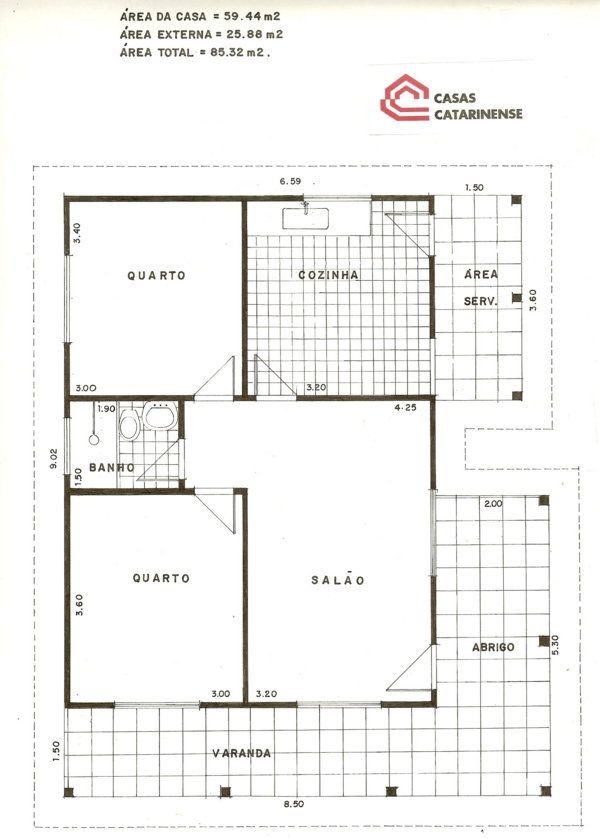 ÁREA DA CASA = 59.44 m2
ÁREA EXTERNA = 25.88 m2
ÁREA TOTAL = 85.32 m2.
CASAS
CATARINENSE
6.59
1.50
3.40
QUARTO
COZINHA
ÁREA
SERV.
3.60
3.00
3.20
1.90
4.25
9.02
BANHO
1.50
2.00
QUARTO
SALÃO
3.60
ABRIGO
5.30
3.00
3.20
1.50
VARANDA
8.50